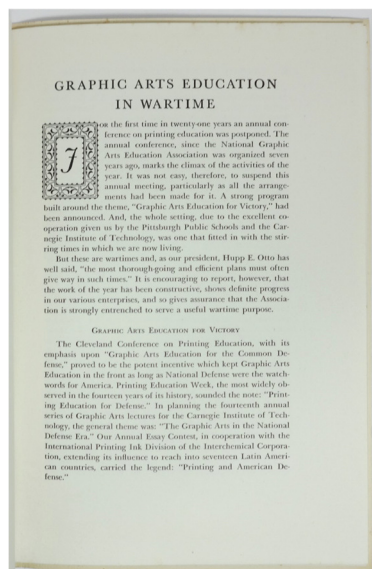 GRAPHIC ARTS EDUCATION
IN WARTIME
For the first time in twenty-one years an annual con-
ference on printing education was postponed. The
annual conference, since the National Graphic
Arts Education Association was organized seven
years ago, marks the climax of the activities of the
year. It was not easy, therefore, to suspend this
annual meeting, particularly as all the arrange-
ments had been made for it. A strong program
built around the theme, "Graphic Arts Education for Victory," had
been announced. And, the whole setting, due to the excellent co-
operation given us by the Pittsburgh Public Schools and the Car-
negie Institute of Technology, was one that fitted in with the stir-
ring times in which we are now living.
But these are wartimes and, as our president, Hupp E. Otto has
well said, "the most thorough-going and efficient plans must often
give way in such times." It is encouraging to report, however, that
the work of the year has been constructive, shows definite progress
in our various enterprises, and so gives assurance that the Associa-
tion is strongly entrenched to serve a useful wartime purpose.
GRAPHIC ARTS EDUCATION FOR VICTORY
The Cleveland Conference on Printing Education, with its
emphasis upon "Graphic Arts Education for the Common De-
fense," proved to be the potent incentive which kept Graphic Arts
Education in the front as long as National Defense were the watch-
words for America. Printing Education Week, the most widely ob-
served in the fourteen years of its history, sounded the note: "Print-
ing Education for Defense." In planning the fourteenth annual
series of Graphic Arts lectures for the Carnegie Institute of Tech-
nology, the general theme was: "The Graphic Arts in the National
Defense Era." Our Annual Essay Contest, in cooperation with the
International Printing Ink Division of the Interchemical Corpora-
tion, extending its influence to reach into seventeen Latin Ameri-
can countries, carried the legend: "Printing and American De-
fense."